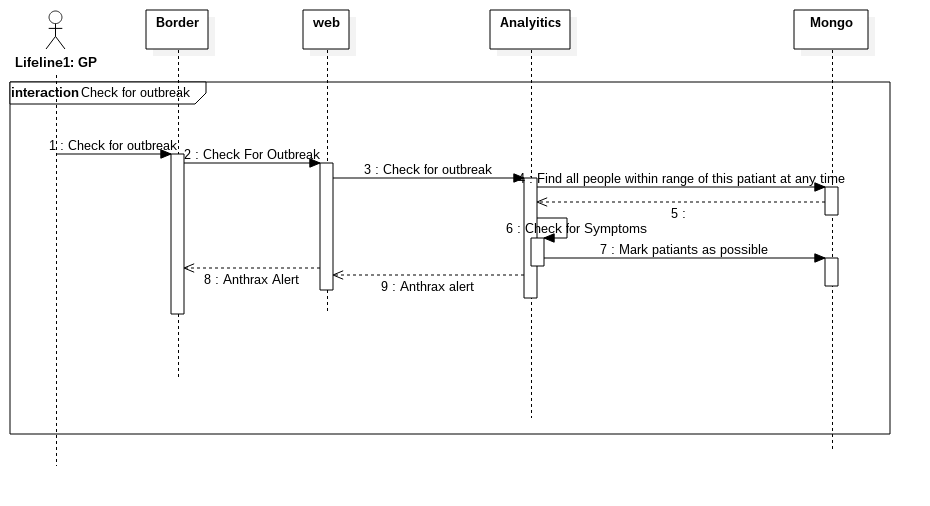 Border
web
Analyitics
Mongo
Lifeline1: GP
interaction Check for outbreak
1 : Check for outbreak
2 : Check For Outbreak
3 : Check for outbreak
4 : Find all people within range of this patiant at any time
5 :
6 : Check for Symptoms
7 : Mark patiants as possible
8 : Anthrax Alert
9 : Anthrax alert